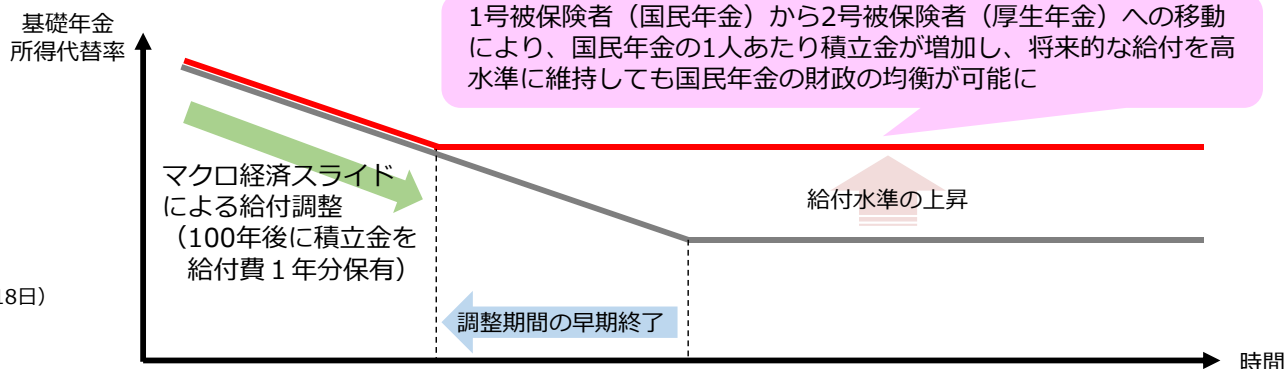 基礎年金
所得代替率
1号被保険者（国民年金）から2号被保険者（厚生年金）への移動
により、国民年金の1人あたり積立金が増加し、将来的な給付を高
水準に維持しても国民年金の財政の均衡が可能に
マクロ経済スライド
による給付調整
（100年後に積立金を
給付費１年分保有）
給付水準の上昇
18日）
調整期間の早期終了
時間